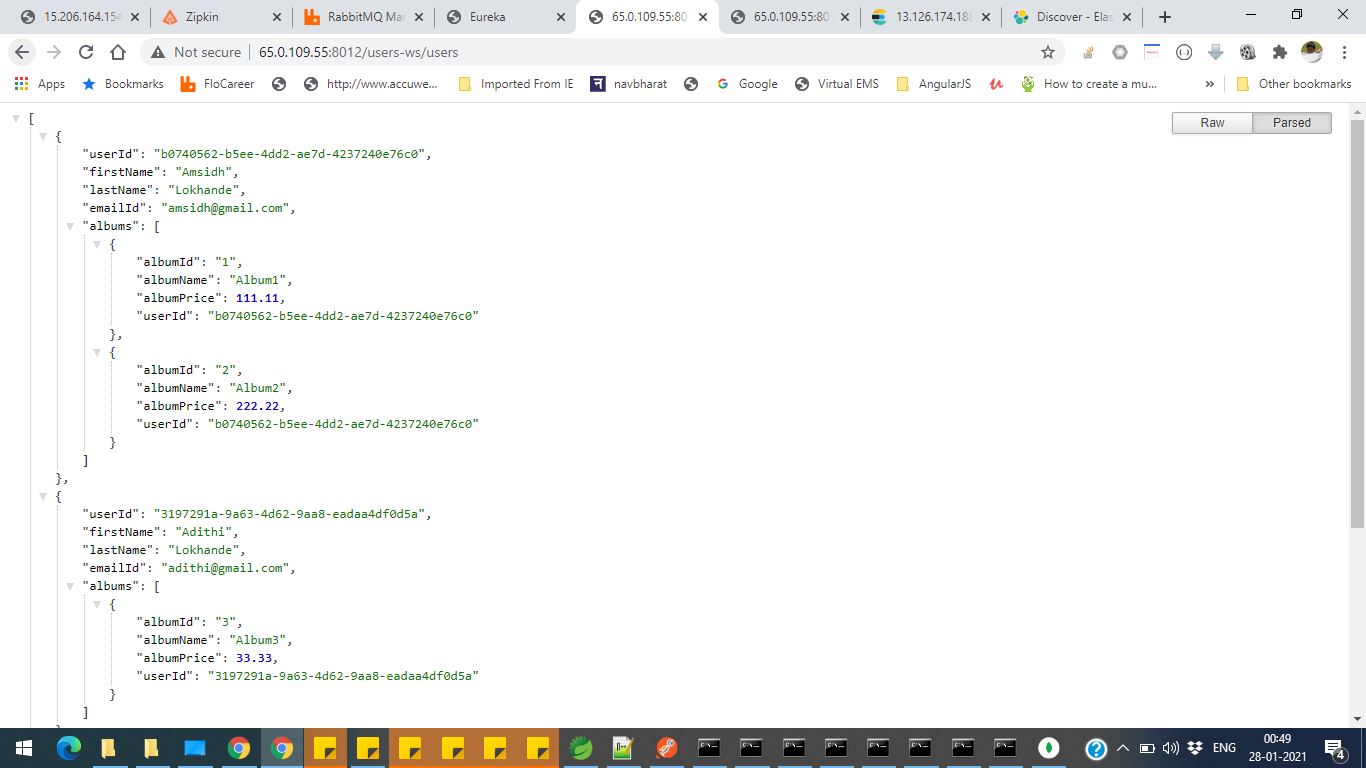 15.206.164.154
Zipkin
RabbitMQ Mar
Eureka
65.0.109.55:80
65.0.109.55:80
13.126.174.188
Discover - Elas
Not secure
65.0.109.55:8012/users-ws/users
Apps
Bookmarks
FloCareer
http://www.accuwe...
Imported From IE
navbharat
Google
Virtual EMS
AngularJS
How to create a mu...
»
Other bookmarks
Raw
Parsed
[
{
"userId": "b0740562-b5ee-4dd2-ae7d-4237240e76c0",
"firstName": "Amsidh",
"lastName": "Lokhande",
"emailId": "amsidh@gmail.com",
"albums": [
{
"albumId": "1",
"albumName": "Album1",
"albumPrice": 111.11,
"userId": "b0740562-b5ee-4dd2-ae7d-4237240e76c0"
},
{
"albumId": "2",
"albumName": "Album2",
"albumPrice": 222.22,
"userId": "b0740562-b5ee-4dd2-ae7d-4237240e76c0"
}
]
},
{
"userId": "3197291a-9a63-4d62-9aa8-eadaa4df0d5a",
"firstName": "Adithi",
"lastName": "Lokhande",
"emailId": "adithi@gmail.com",
"albums": [
{
"albumId": "3",
"albumName": "Album3",
"albumPrice": 33.33,
"userId": "3197291a-9a63-4d62-9aa8-eadaa4df0d5a"
}
]
ENG
00:49
28-01-2021
4